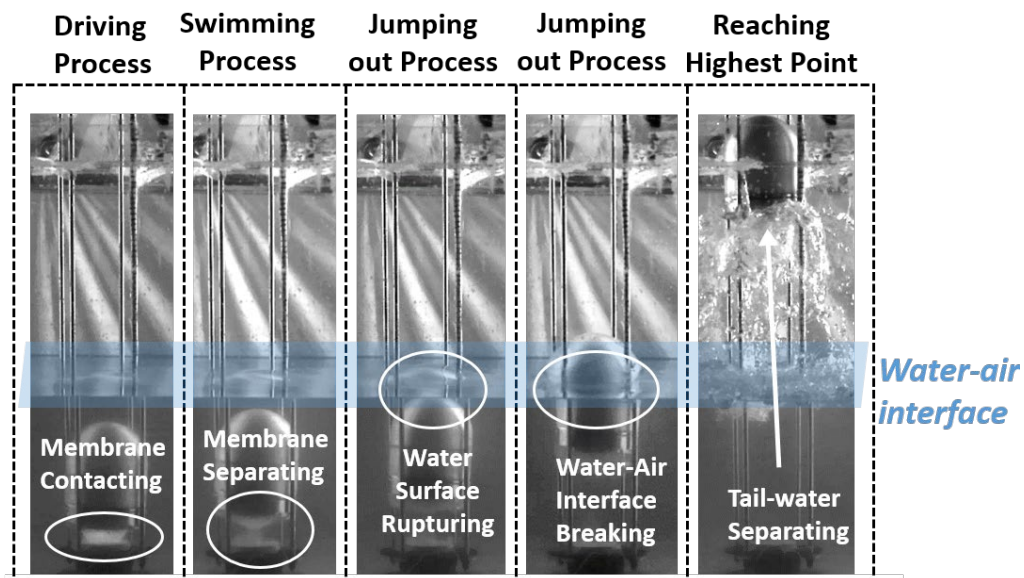 Driving
Process
Swimming
Process
Jumping
out Process
Jumping
out Process
Reaching
Highest Point
Membrane
Contacting
Membrane
Separating
Water
Surface
Rupturing
Water-Air
Interface
Breaking
Tail-water
Separating
Water-air
interface